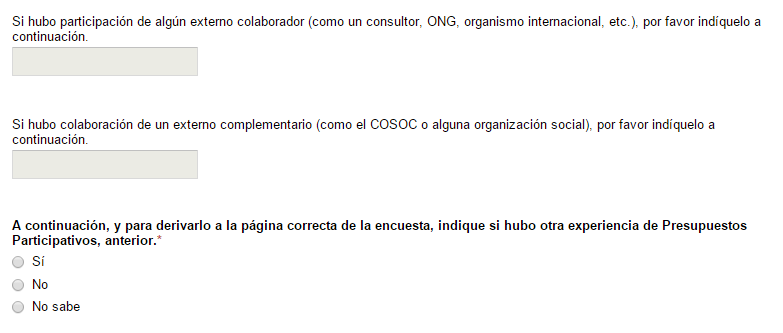 Si hubo participación de algún externo colaborador (como un consultor, ONG, organismo internacional, etc.), por favor indíquelo a
continuación.
Si hubo colaboración de un externo complementario (como el COSOC o alguna organización social), por favor indíquelo a
continuación.
A continuación, y para derivarlo a la página correcta de la encuesta, indique si hubo otra experiencia de Presupuestos
Participativos, anterior.*
Sí
No
No sabe